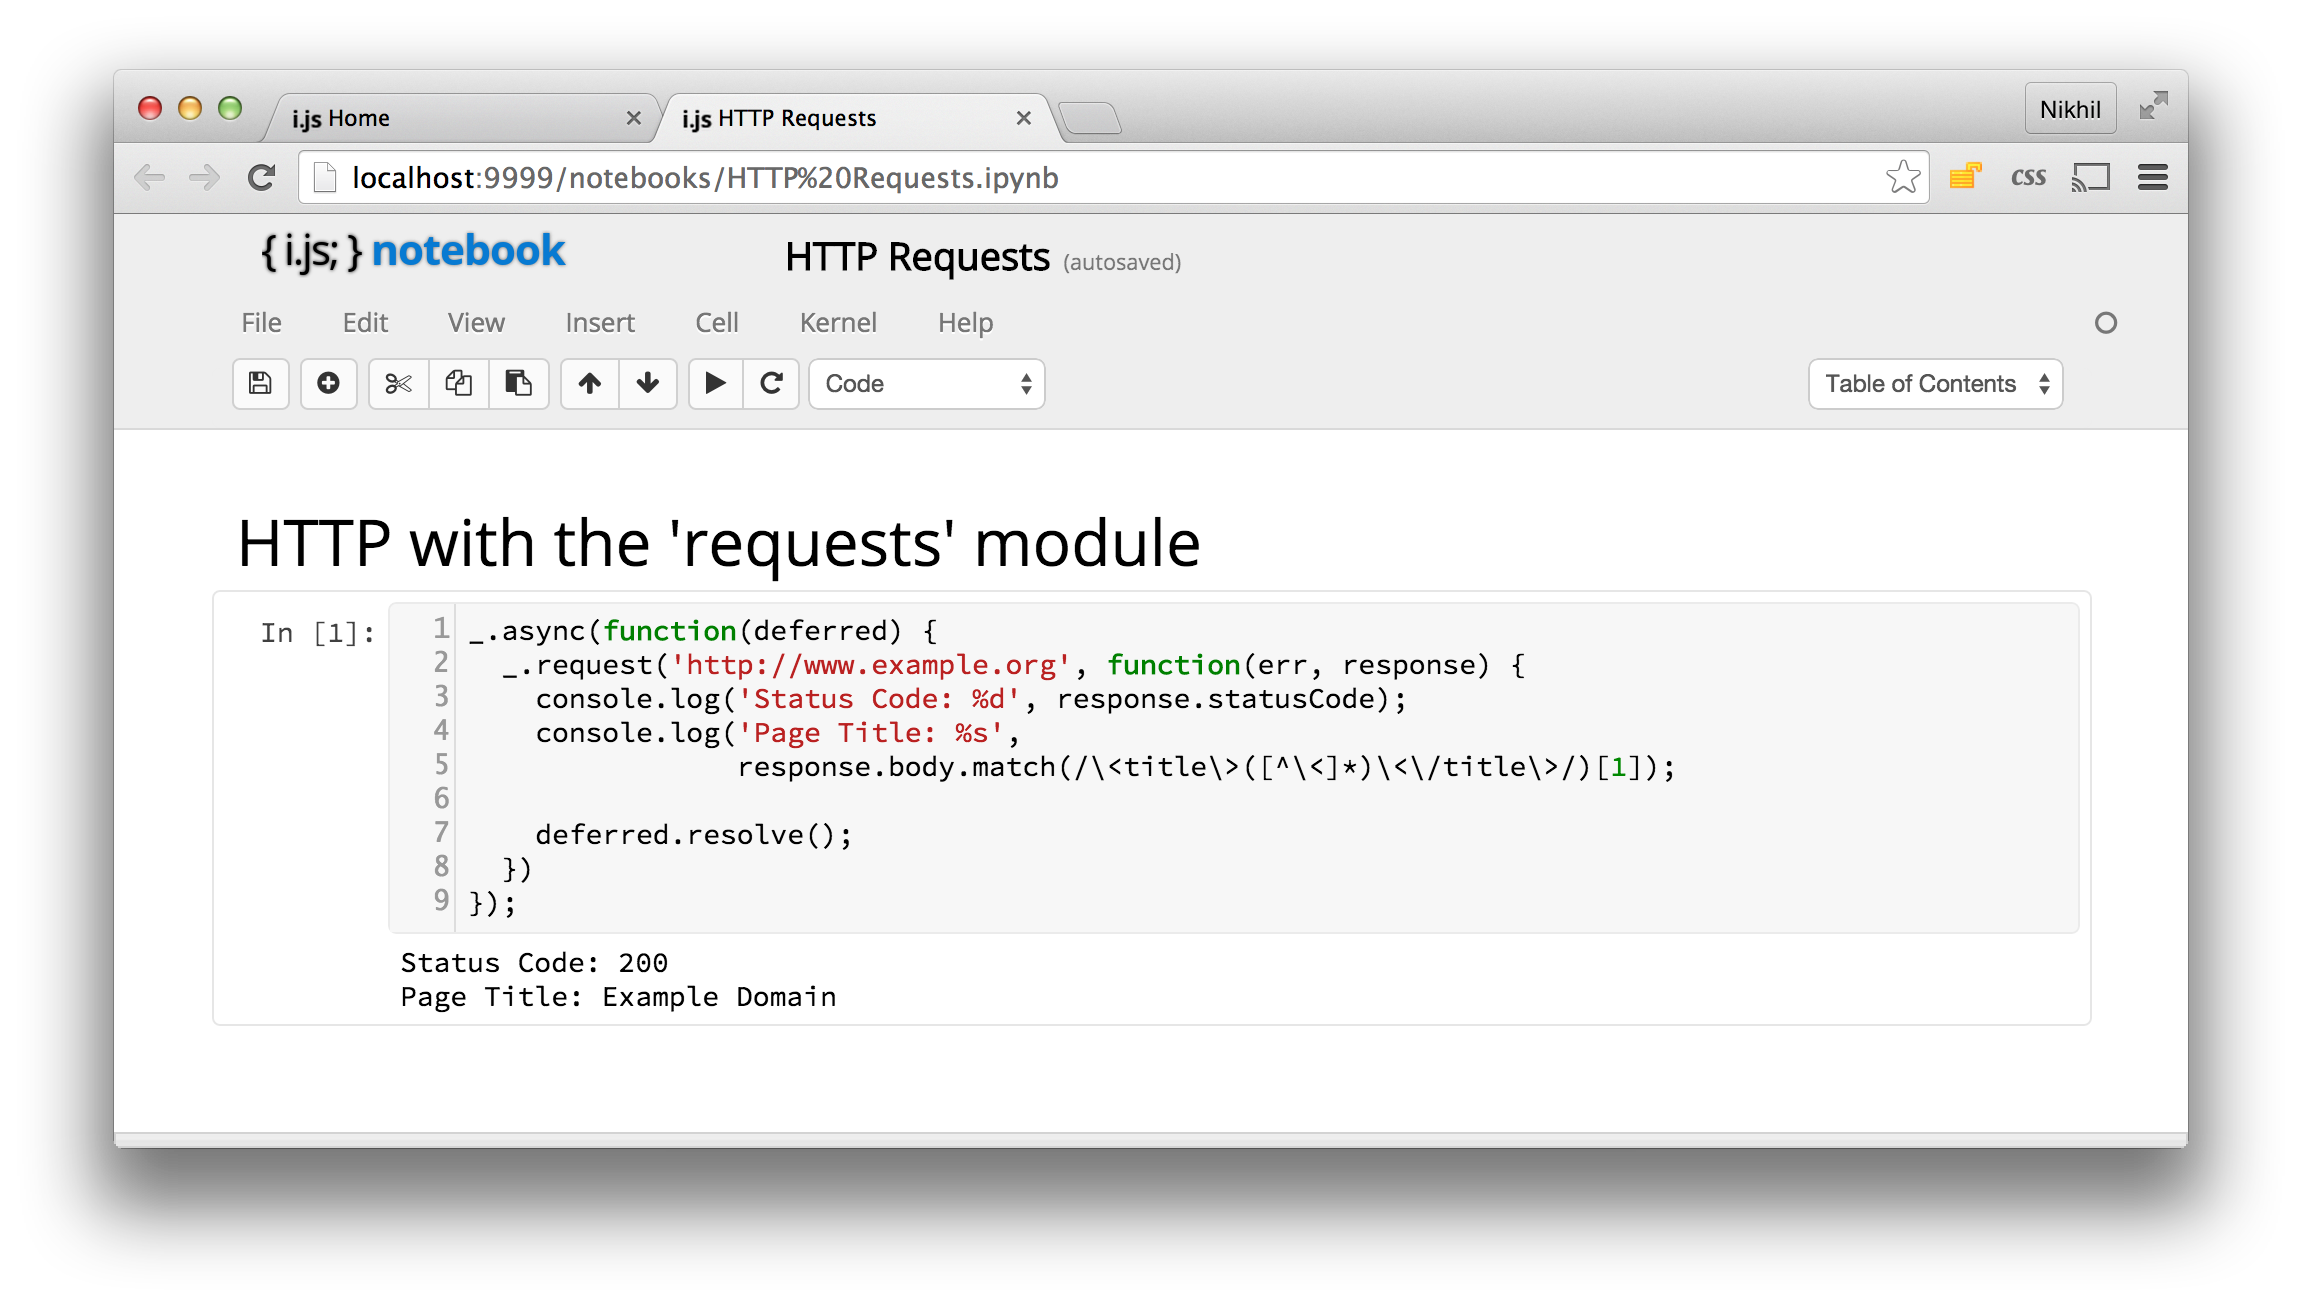 i.js Home
i.js HTTP Requests
Nikhil
localhost:9999/notebooks/HTTP%20Requests.ipynb
css
{ i.js; } notebook
HTTP Requests (autosaved)
File Edit View Insert Cell Kernel Help
Code
Table of Contents
HTTP with the 'requests' module
In [1]:
1 _.async(function(deferred) {
2   _.request('http://www.example.org', function(err, response) {
3     console.log('Status Code: %d', response.statusCode);
4     console.log('Page Title: %s',
5                 response.body.match(/\<title\>([^\<]*)\<\/title\>/)[1]);
6
7     deferred.resolve();
8   })
9 });
Status Code: 200
Page Title: Example Domain